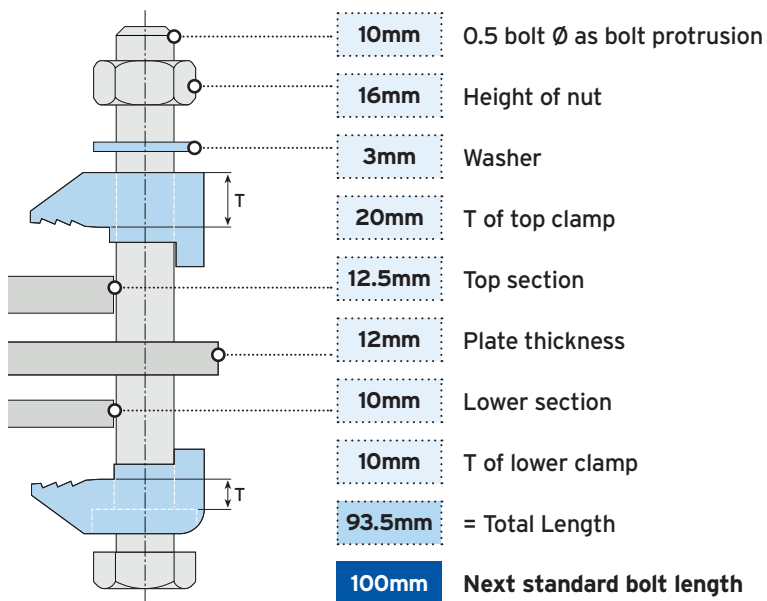 10mm 0.5 bolt Ø as bolt protrusion
16mm Height of nut
3mm Washer
T
20mm T of top clamp
12.5mm Top section
12mm Plate thickness
10mm Lower section
10mm T of lower clamp
T
93.5mm = Total Length
100mm Next standard bolt length